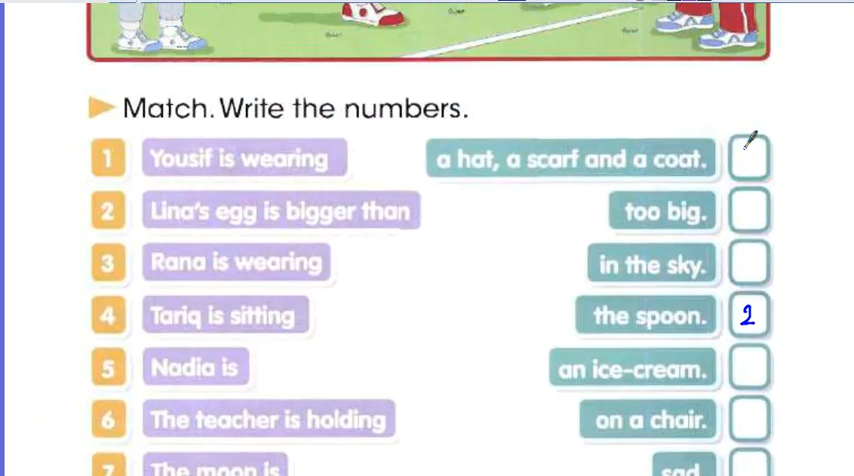 Match. Write the numbers.
1 Yousif is wearing a hat, a scarf and a coat.
2 Lina's egg is bigger than too big.
3 Rana is wearing in the sky.
4 Tariq is sitting the spoon. 2
5 Nadia is an ice-cream.
6 The teacher is holding on a chair.
7 The moon is sad.